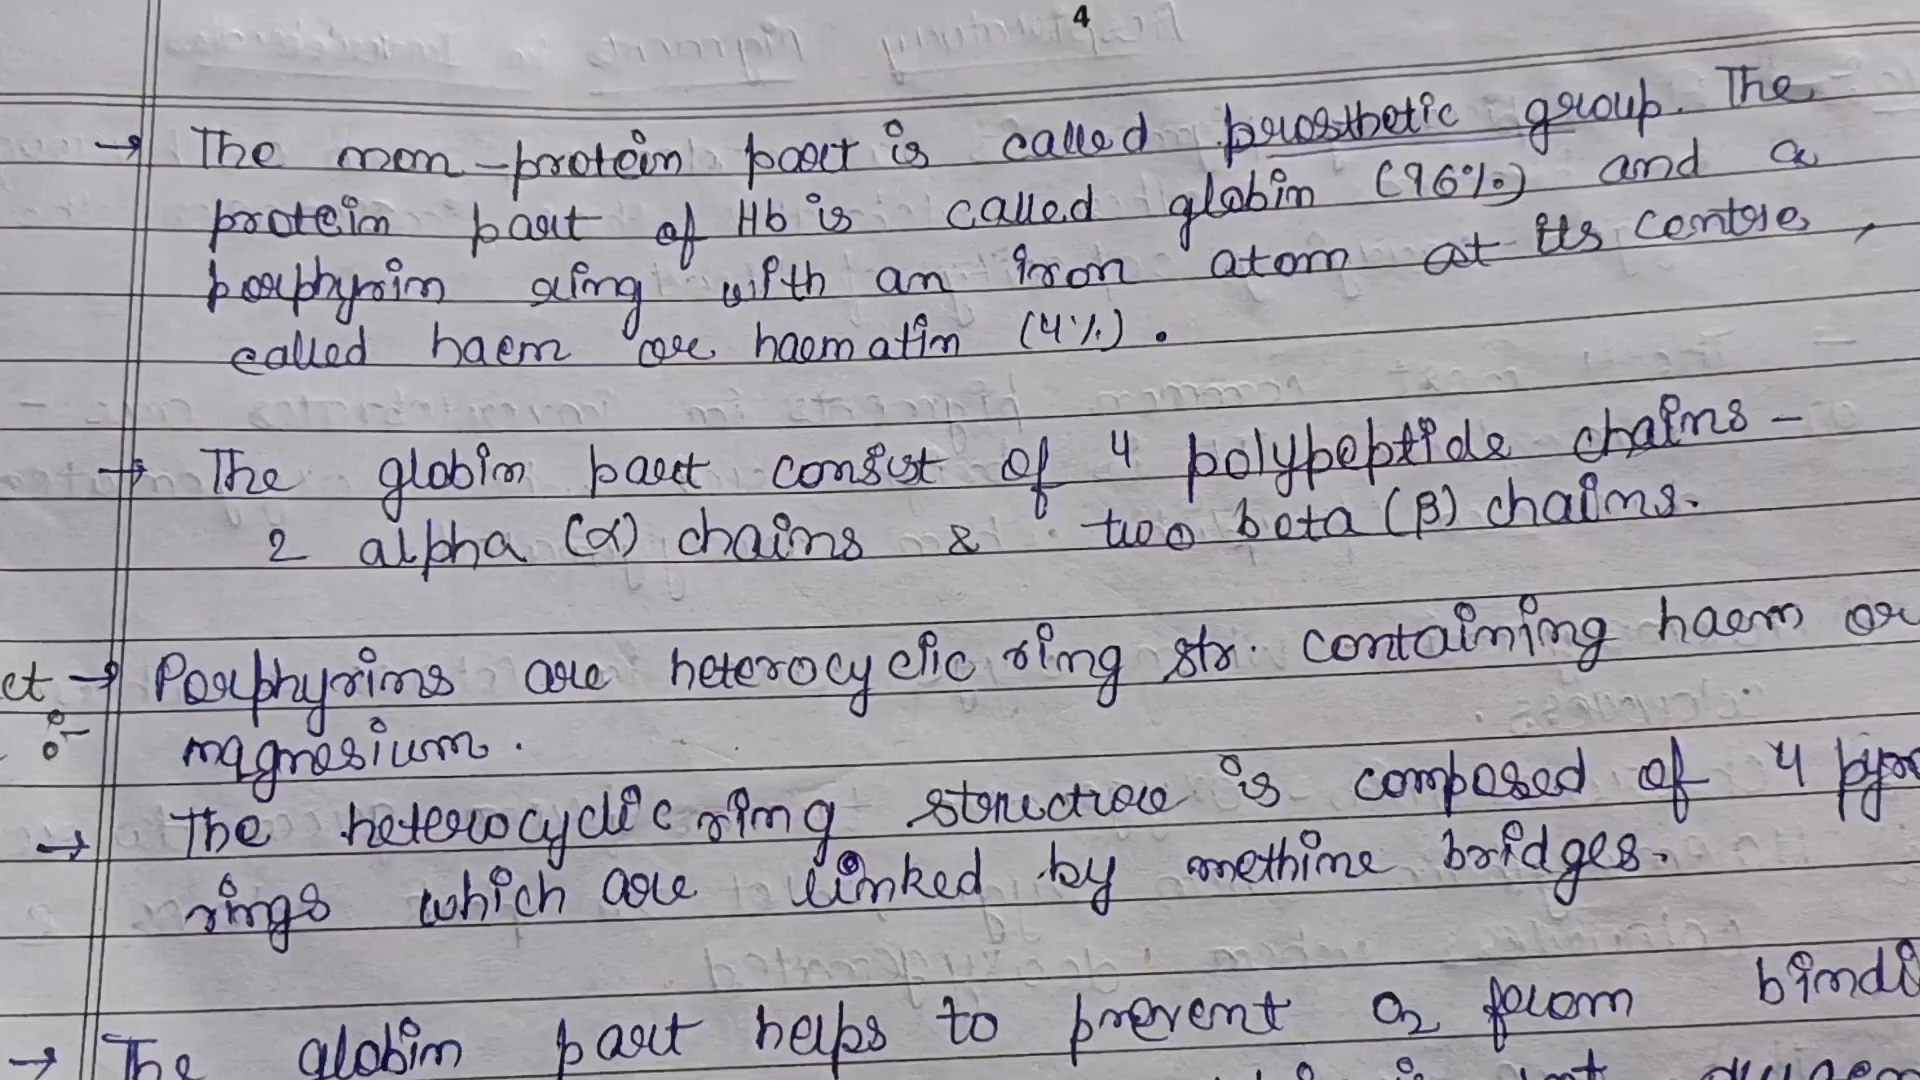 4
→ The non-protein part is called prosthetic group. The
protein part of Hb is called globin (96%) and a
porphyrin ring with an iron atom at its centre,
called haem or haematin (4%).
→ The globin part consist of 4 polypeptide chains -
2 alpha (α) chains & two beta (β) chains.
→ Porphyrins are heterocyclic ring str. containing haem or
magnesium.
→ The heterocyclic ring structure is composed of 4
rings which are linked by methine bridges.
→ The globin part helps to prevent O2 from